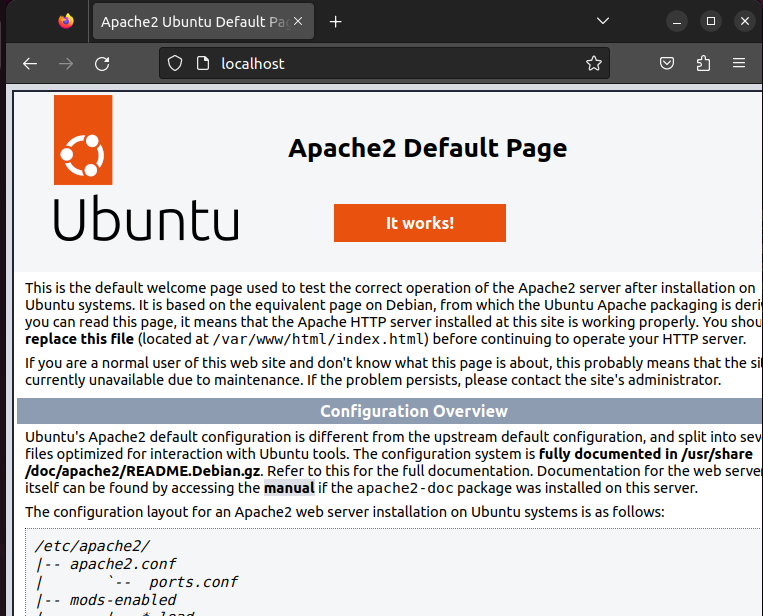 Apache2 Ubuntu Default Pag
localhost
Ubuntu
Apache2 Default Page
It works!
This is the default welcome page used to test the correct operation of the Apache2 server after installation on
Ubuntu systems. It is based on the equivalent page on Debian, from which the Ubuntu Apache packaging is deri
you can read this page, it means that the Apache HTTP server installed at this site is working properly. You shou
replace this file (located at /var/www/html/index.html) before continuing to operate your HTTP server.
If you are a normal user of this web site and don't know what this page is about, this probably means that the sit
currently unavailable due to maintenance. If the problem persists, please contact the site's administrator.
Configuration Overview
Ubuntu's Apache2 default configuration is different from the upstream default configuration, and split into sev
files optimized for interaction with Ubuntu tools. The configuration system is fully documented in /usr/share
/doc/apache2/README.Debian.gz. Refer to this for the full documentation. Documentation for the web server
itself can be found by accessing the manual if the apache2-doc package was installed on this server.
The configuration layout for an Apache2 web server installation on Ubuntu systems is as follows:
/etc/apache2/
|-- apache2.conf
|       `--  ports.conf
|-- mods-enabled
|       |-- *.load